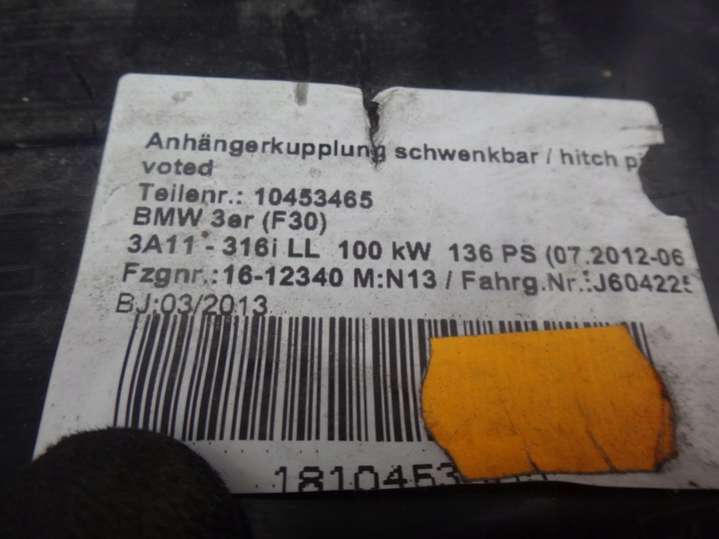 Anhängerkupplung schwenkbar / hitch pi
voted
Teilenr.: 10453465
BMW 3er (F30)
3A11 - 316i LL 100 kW 136 PS (07.2012-06
Fzgnr.:16-12340 M:N13 / Fahrg.Nr.:J604225
BJ:03/2013